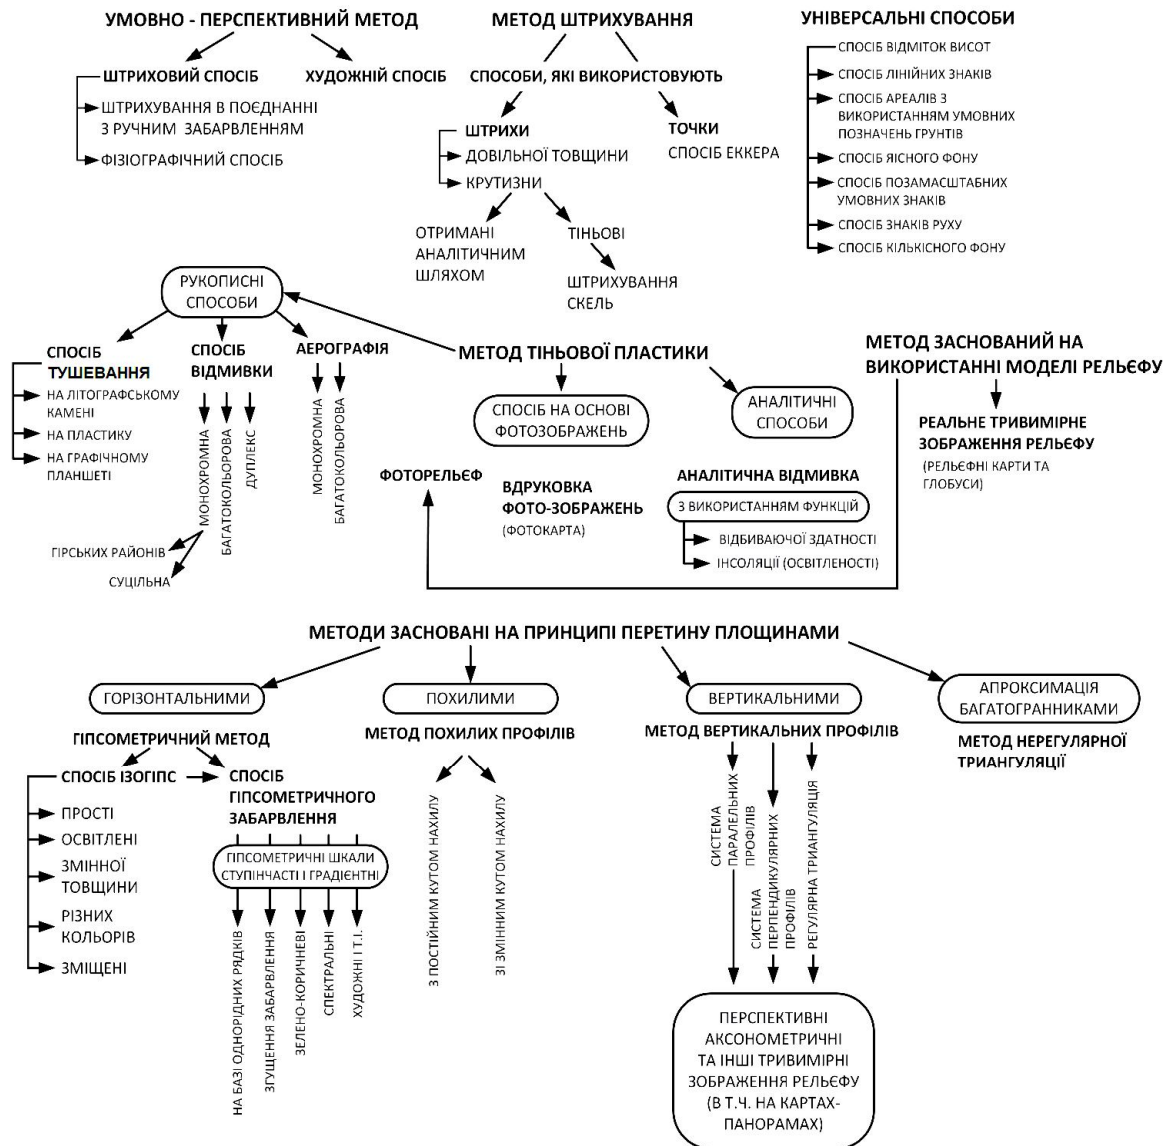 УМОВНО - ПЕРСПЕКТИВНИЙ МЕТОД
ШТРИХОВИЙ СПОСІБ
ХУДОЖНІЙ СПОСІБ
ШТРИХУВАННЯ В ПОЄДНАННІ
З РУЧНИМ ЗАБАРВЛЕННЯМ
ФІЗІОГРАФІЧНИЙ СПОСІБ
МЕТОД ШТРИХУВАННЯ
СПОСОБИ, ЯКІ ВИКОРИСТОВУЮТЬ
ШТРИХИ
ДОВІЛЬНОЇ ТОВЩИНИ
КРУТИЗНИ
ТОЧКИ
СПОСІБ ЕККЕРА
ОТРИМАНІ
АНАЛІТИЧНИМ
ШЛЯХОМ
ТІНЬОВІ
ШТРИХУВАННЯ
СКЕЛЬ
УНІВЕРСАЛЬНІ СПОСОБИ
СПОСІБ ВІДМІТОК ВИСОТ
СПОСІБ ЛІНІЙНИХ ЗНАКІВ
СПОСІБ АРЕАЛІВ З
ВИКОРИСТАННЯМ УМОВНИХ
ПОЗНАЧЕНЬ ГРУНТІВ
СПОСІБ ЯІСНОГО ФОНУ
СПОСІБ ПОЗАМАСШТАБНИХ
УМОВНИХ ЗНАКІВ
СПОСІБ ЗНАКІВ РУХУ
СПОСІБ КІЛЬКІСНОГО ФОНУ
РУКОПИСНІ
СПОСОБИ
СПОСІБ
ТУШЕВАННЯ
НА ЛІТОГРАФСЬКОМУ
КАМЕНІ
НА ПЛАСТИКУ
НА ГРАФІЧНОМУ
ПЛАНШЕТІ
СПОСІБ
ВІДМИВКИ
МОНОХРОМНА
БАГАТОКОЛЬОРОВА
ДУПЛЕКС
ГІРСЬКИХ РАЙОНІВ
СУЦІЛЬНА
АЕРОГРАФІЯ
МОНОХРОМНА
БАГАТОКОЛЬОРОВА
МЕТОД ТІНЬОВОЇ ПЛАСТИКИ
СПОСІБ НА ОСНОВІ
ФОТОЗОБРАЖЕНЬ
АНАЛІТИЧНІ
СПОСОБИ
ФОТОРЕЛЬЄФ
ВДРУКОВКА
ФОТО-ЗОБРАЖЕНЬ
(ФОТОКАРТА)
АНАЛІТИЧНА ВІДМИВКА
З ВИКОРИСТАННЯМ ФУНКЦІЙ
ВІДБИВАЮЧОЇ ЗДАТНОСТІ
ІНСОЛЯЦІЇ (ОСВІТЛЕНОСТІ)
МЕТОД ЗАСНОВАНИЙ НА
ВИКОРИСТАННІ МОДЕЛІ РЕЛЬЄФУ
РЕАЛЬНЕ ТРИВИМІРНЕ
ЗОБРАЖЕННЯ РЕЛЬЄФУ
(РЕЛЬЄФНІ КАРТИ ТА
ГЛОБУСИ)
МЕТОДИ ЗАСНОВАНІ НА ПРИНЦИПІ ПЕРЕТИНУ ПЛОЩИНАМИ
ГОРІЗОНТАЛЬНИМИ
ГІПСОМЕТРИЧНИЙ МЕТОД
СПОСІБ ІЗОГІПС
ПРОСТІ
ОСВІТЛЕНІ
ЗМІННОЇ
ТОВЩИНИ
РІЗНИХ
КОЛЬОРІВ
ЗМІЩЕНІ
СПОСІБ
ГІПСОМЕТРИЧНОГО
ЗАБАРВЛЕННЯ
ГІПСОМЕТРИЧНІ ШКАЛИ
СТУПІНЧАСТІ І ГРАДІЄНТНІ
НА БАЗІ ОДНОРІДНИХ РЯДКІВ
ЗГУЩЕННЯ ЗАБАРВЛЕННЯ
ЗЕЛЕНО-КОРИЧНЕВІ
СПЕКТРАЛЬНІ
ХУДОЖНІ І Т.І.
ПОХИЛИМИ
МЕТОД ПОХИЛИХ ПРОФІЛІВ
З ПОСТІЙНИМ КУТОМ НАХИЛУ
ЗІ ЗМІННИМ КУТОМ НАХИЛУ
ВЕРТИКАЛЬНИМИ
МЕТОД ВЕРТИКАЛЬНИХ ПРОФІЛІВ
СИСТЕМА
ПАРАЛЕЛЬНИХ
ПРОФІЛІВ
СИСТЕМА
ПЕРПЕНДИКУЛЯРНИХ
ПРОФІЛІВ
РЕГУЛЯРНА ТРИАНГУЛЯЦІЯ
ПЕРСПЕКТИВНІ
АКСОНОМЕТРИЧНІ
ТА ІНШІ ТРИВИМІРНІ
ЗОБРАЖЕННЯ РЕЛЬЄФУ
(В Т.Ч. НА КАРТАХ-
ПАНОРАМАХ)
АПРОКСИМАЦІЯ
БАГАТОГРАННИКАМИ
МЕТОД НЕРЕГУЛЯРНОЇ
ТРИАНГУЛЯЦІЇ